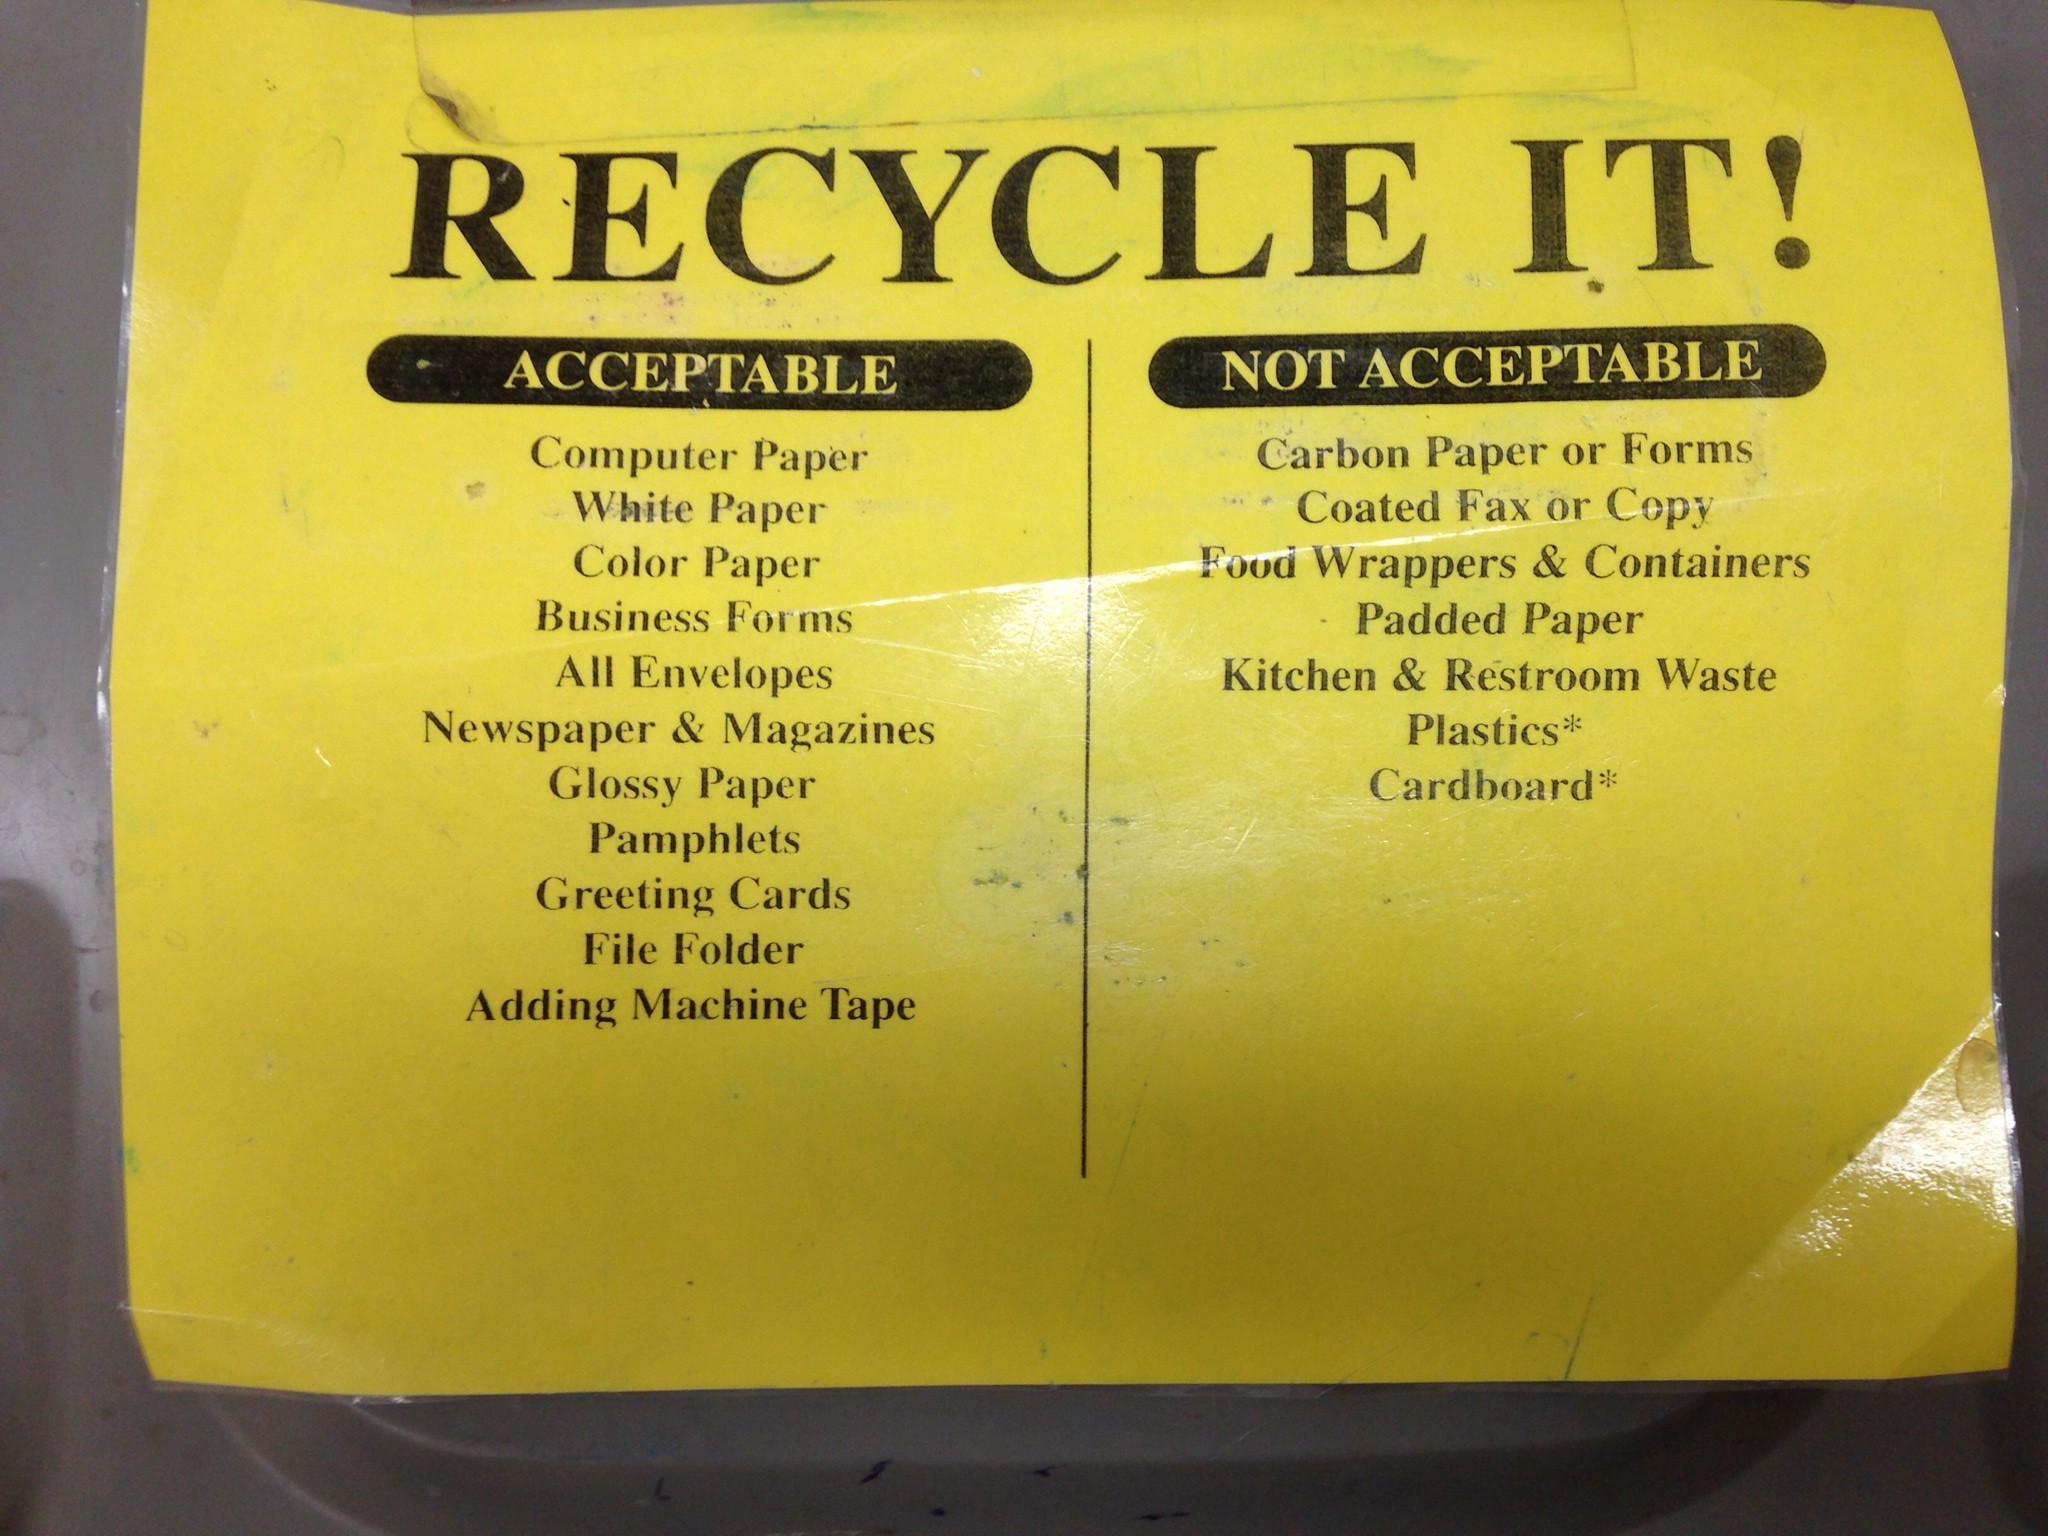 RECYCLE IT!
ACCEPTABLE
Computer Paper
White Paper
Color Paper
Business Forms
All Envelopes
Newspaper & Magazines
Glossy Paper
Pamphlets
Greeting Cards
File Folder
Adding Machine Tape
NOT ACCEPTABLE
Carbon Paper or Forms
Coated Fax or Copy
Food Wrappers & Containers
Padded Paper
Kitchen & Restroom Waste
Plastics*
Cardboard*